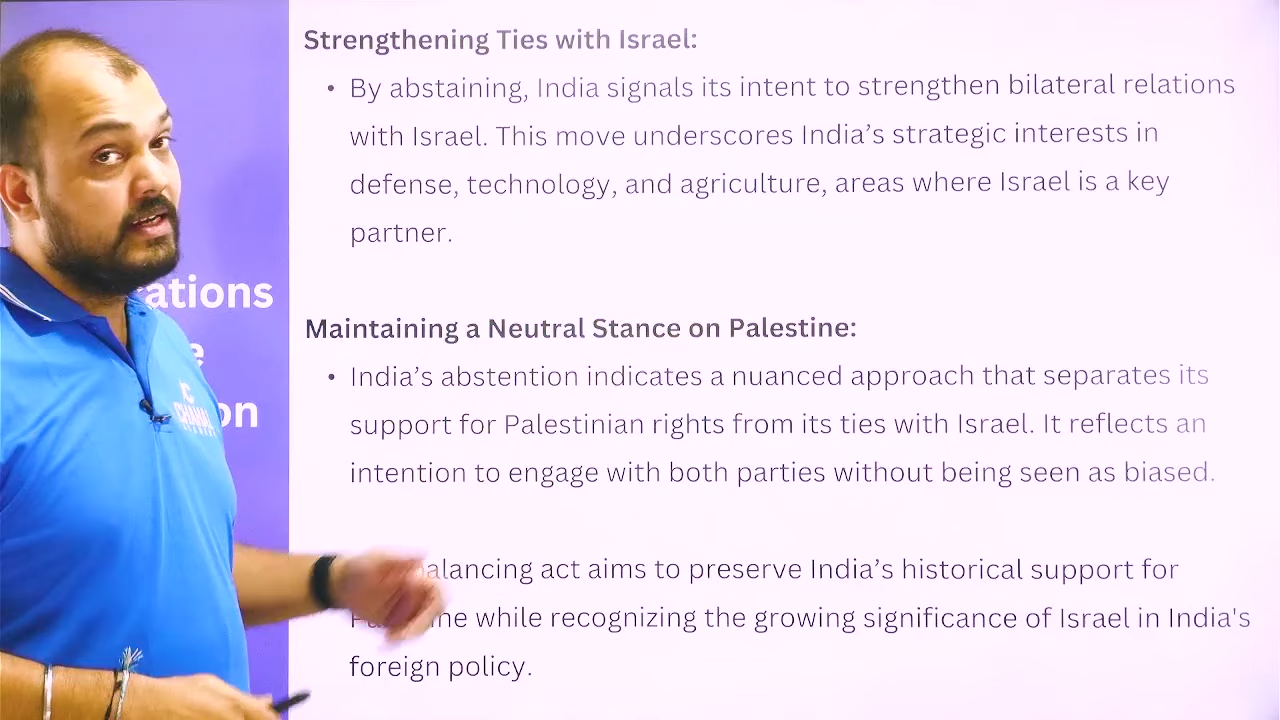 Strengthening Ties with Israel:
• By abstaining, India signals its intent to strengthen bilateral relations
with Israel. This move underscores India’s strategic interests in
defense, technology, and agriculture, areas where Israel is a key
partner.
Maintaining a Neutral Stance on Palestine:
• India’s abstention indicates a nuanced approach that separates its
support for Palestinian rights from its ties with Israel. It reflects an
intention to engage with both parties without being seen as biased.
act aims to preserve India’s historical support for
while recognizing the growing significance of Israel in India's
foreign policy.